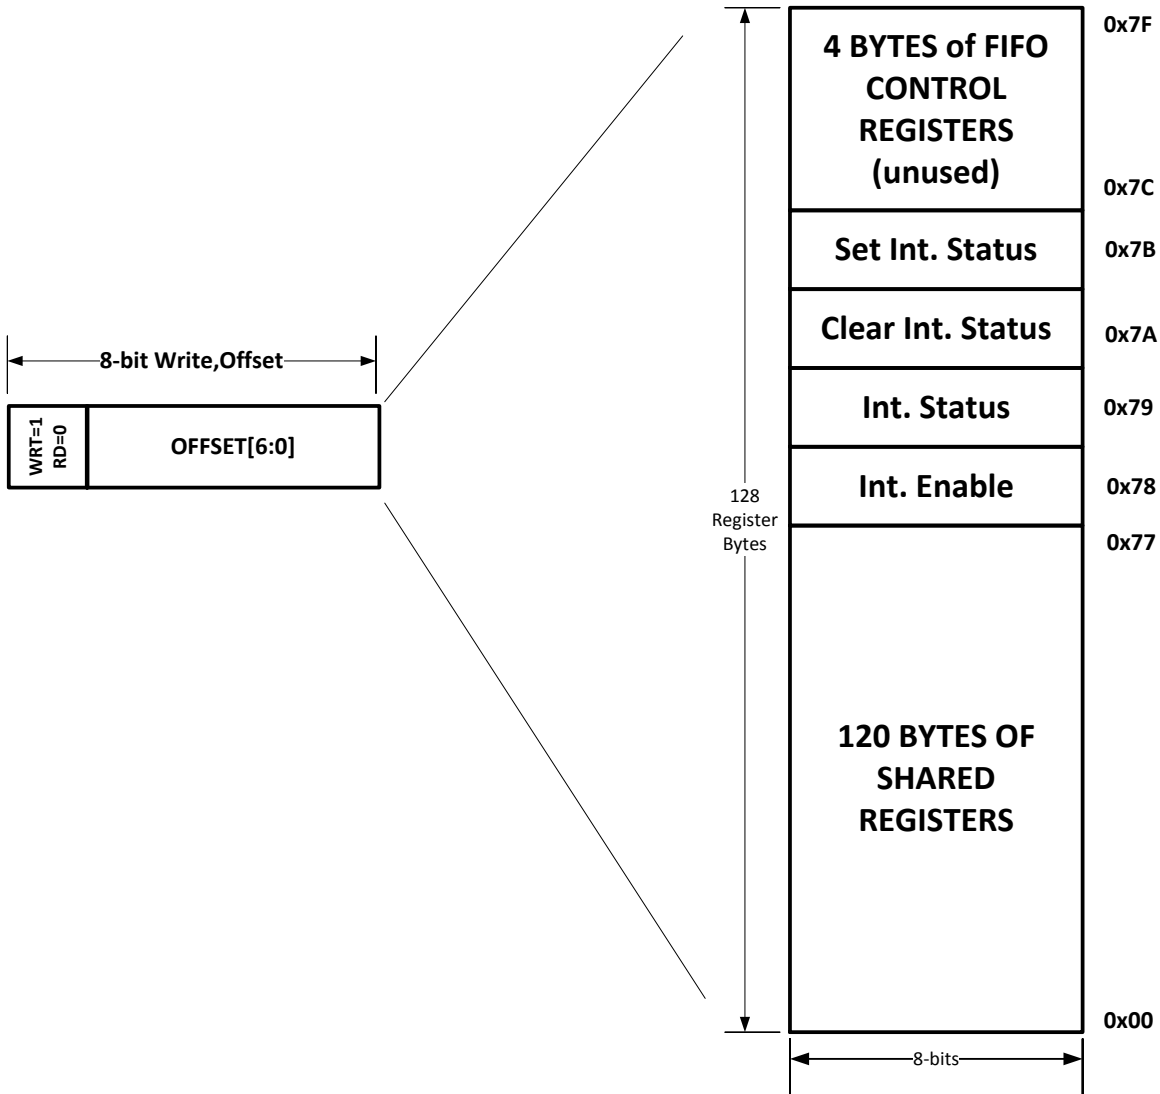 8-bit Write,Offset
WRT=1
RD=0
OFFSET[6:0]
128
Register
Bytes
4 BYTES of FIFO
CONTROL
REGISTERS
(unused)
0x7F
0x7C
Set Int. Status
0x7B
Clear Int. Status
0x7A
Int. Status
0x79
Int. Enable
0x78
0x77
120 BYTES OF
SHARED
REGISTERS
0x00
8-bits